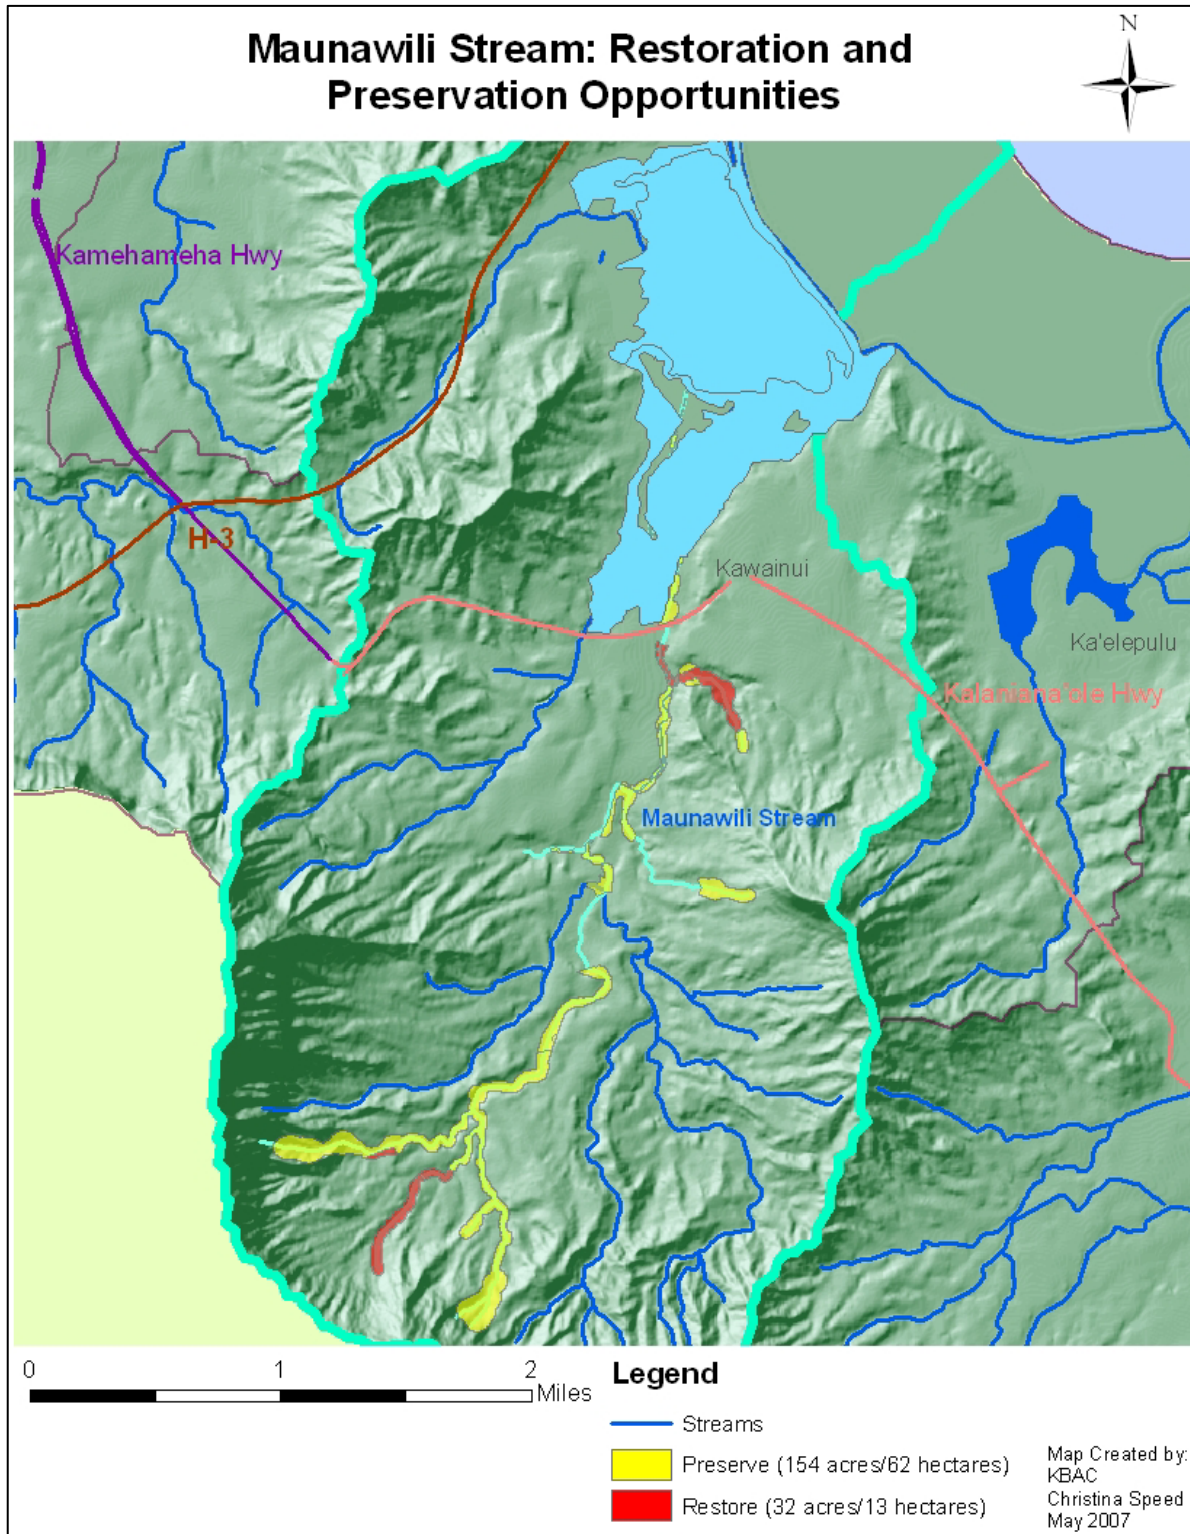 Maunawili Stream: Restoration and
Preservation Opportunities
N
Kamehameha Hwy
H-3
Kawainui
Ka'elepulu
Kalaniana'ole Hwy
Maunawili Stream
0 1 2
Miles
Legend
Streams
Preserve (154 acres/62 hectares)
Restore (32 acres/13 hectares)
Map Created by:
KBAC
Christina Speed
May 2007